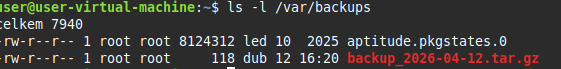 user@user-virtual-machine:~$ ls -l /var/backups
celkem 7940
-rw-r--r-- 1 root root 8124312 led 10  2025 aptitude.pkgstates.0
-rw-r--r-- 1 root root     118 dub 12 16:20 backup_2026-04-12.tar.gz